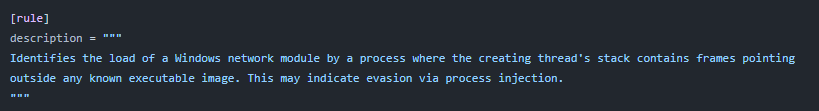 [rule]
description = """
Identifies the load of a Windows network module by a process where the creating thread's stack contains frames pointing
outside any known executable image. This may indicate evasion via process injection.
"""